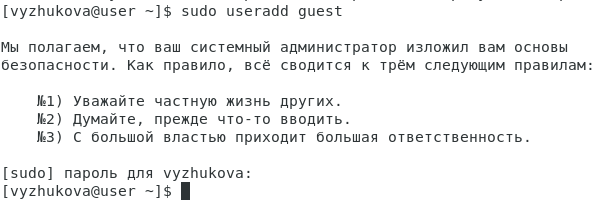 [vyzhukova@user ~]$ sudo useradd guest
Мы полагаем, что ваш системный администратор изложил вам основы
безопасности. Как правило, всё сводится к трём следующим правилам:
№1) Уважайте частную жизнь других.
№2) Думайте, прежде что-то вводить.
№3) С большой властью приходит большая ответственность.
[sudo] пароль для vyzhukova:
[vyzhukova@user ~]$